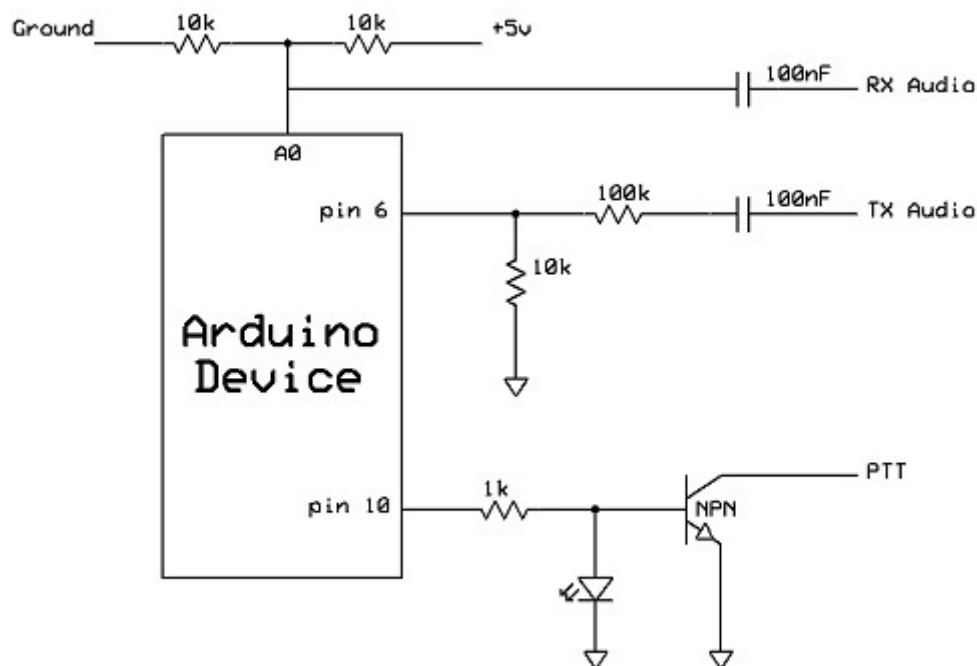 Ground 10k 10k +5v
100nF RX Audio
A0
pin 6 100k 100nF TX Audio
10k
Arduino
Device
PTT
pin 10 1k NPN